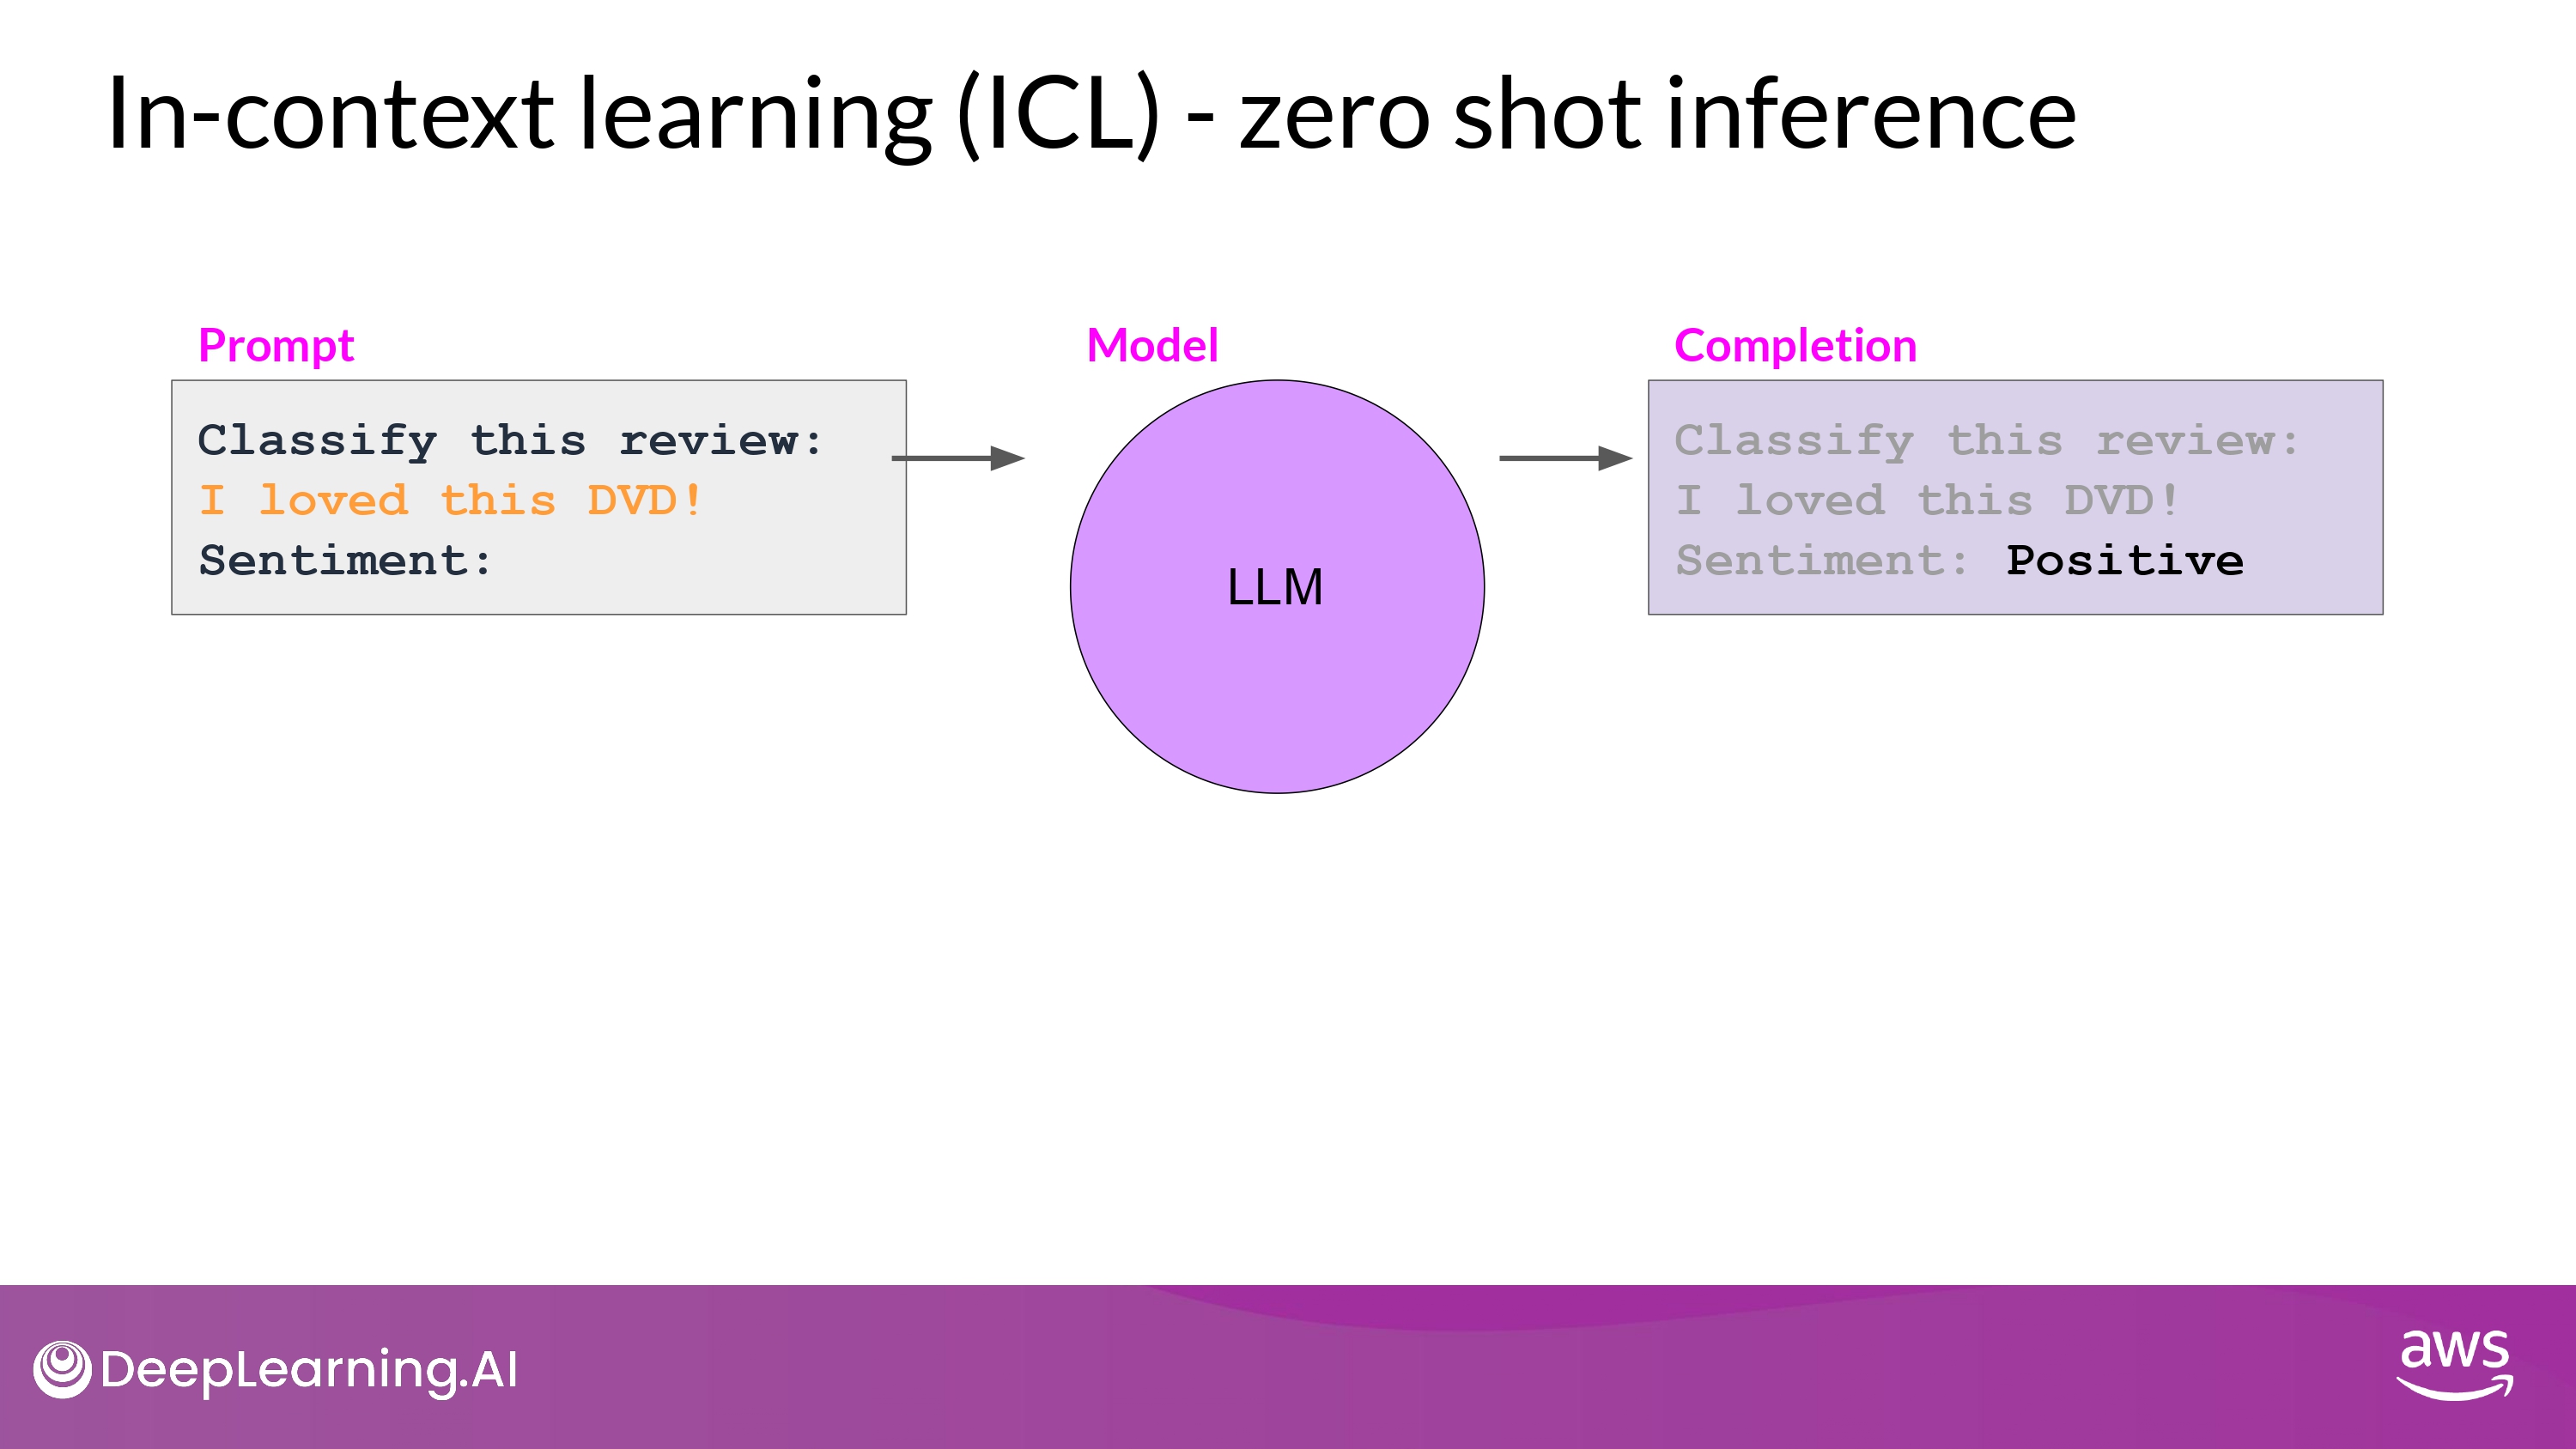 In-context learning (ICL) - zero shot inference
Prompt
Classify this review:
I loved this DVD!
Sentiment:
Model
LLM
Completion
Classify this review:
I loved this DVD!
Sentiment: Positive
DeepLearning.AI
aws